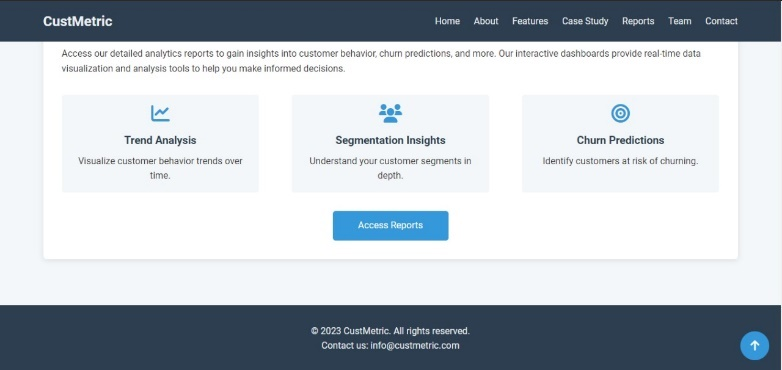 CustMetric
Home About Features Case Study Reports Team Contact
Access our detailed analytics reports to gain insights into customer behavior, churn predictions, and more. Our interactive dashboards provide real-time data
visualization and analysis tools to help you make informed decisions.
Trend Analysis
Visualize customer behavior trends over
time.
Segmentation Insights
Understand your customer segments in
depth.
Churn Predictions
Identify customers at risk of churning.
Access Reports
© 2023 CustMetric. All rights reserved.
Contact us: info@custmetric.com